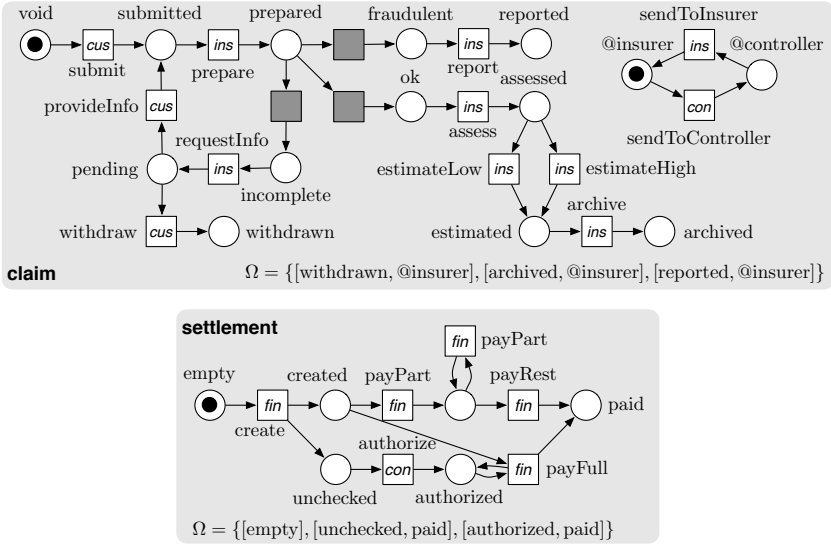 void submitted prepared fraudulent reported sendToInsurer
cus ins ins ins @insurer @controller
submit prepare report
ok assessed
provideInfo cus ins con
assess sendToController
requestInfo
pending ins estimateLow ins ins estimateHigh
incomplete archive
withdraw cus withdrawn estimated ins archived
claim Ω = {[withdrawn, @insurer], [archived, @insurer], [reported, @insurer]}
settlement
fin payPart
empty created payPart payRest
fin fin fin paid
create authorize
con fin payFull
unchecked authorized
Ω = {[empty], [unchecked, paid], [authorized, paid]}